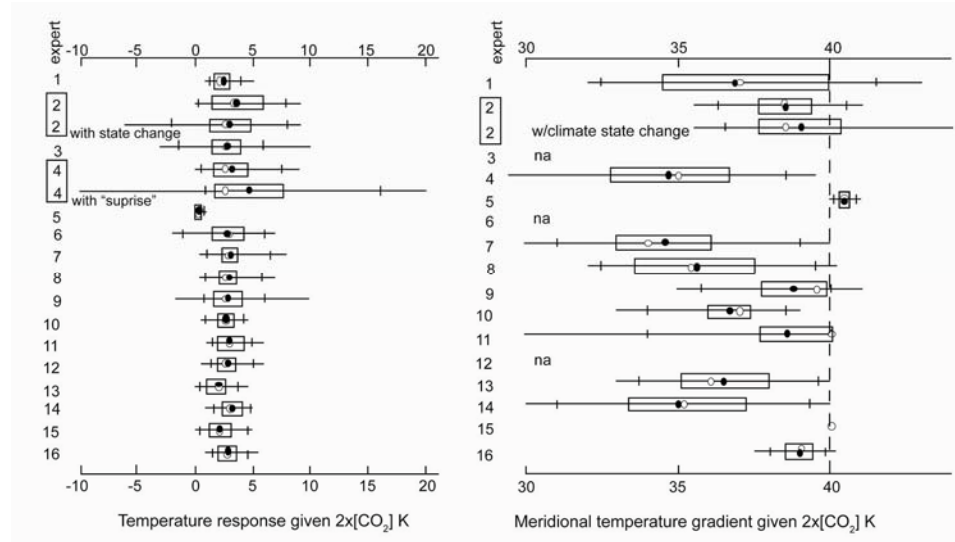 expert
-10 -5 0 5 10 15 20
1
2
2 with state change
3
4
4 with "suprise"
5
6
7
8
9
10
11
12
13
14
15
16
-10 -5 0 5 10 15 20
Temperature response given 2x[CO₂] K
expert
30 35 40
1
2
2 w/climate state change
3 na
4
5
6 na
7
8
9
10
11
12 na
13
14
15
16
30 35 40
Meridional temperature gradient given 2x[CO₂] K